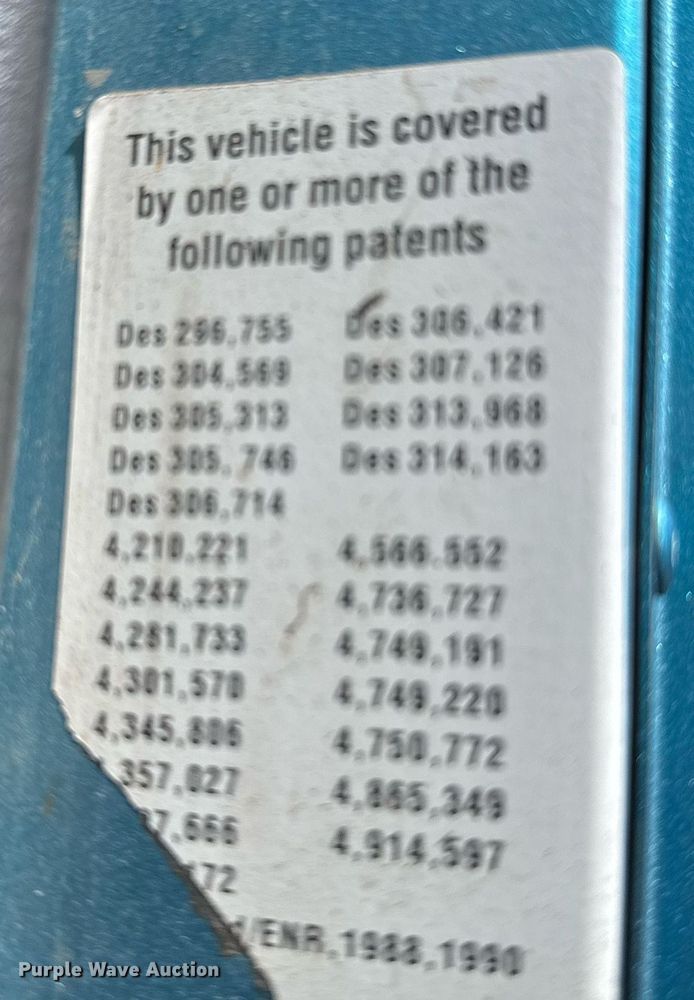 This vehicle is covered
by one or more of the
following patents
Des 296,755 Des 306,421
Des 304,569 Des 307,126
Des 305,313 Des 313,968
Des 305,746 Des 314,163
Des 306,714
4,210,221 4,566.552
4,244,237 4,736,727
4,281,733 4,749,191
4,301,570 4,749,220
4,345,806 4,750,772
357,027 4,865,349
7,666 4,914,597
172
/ENR,1988,1990
Purple Wave Auction